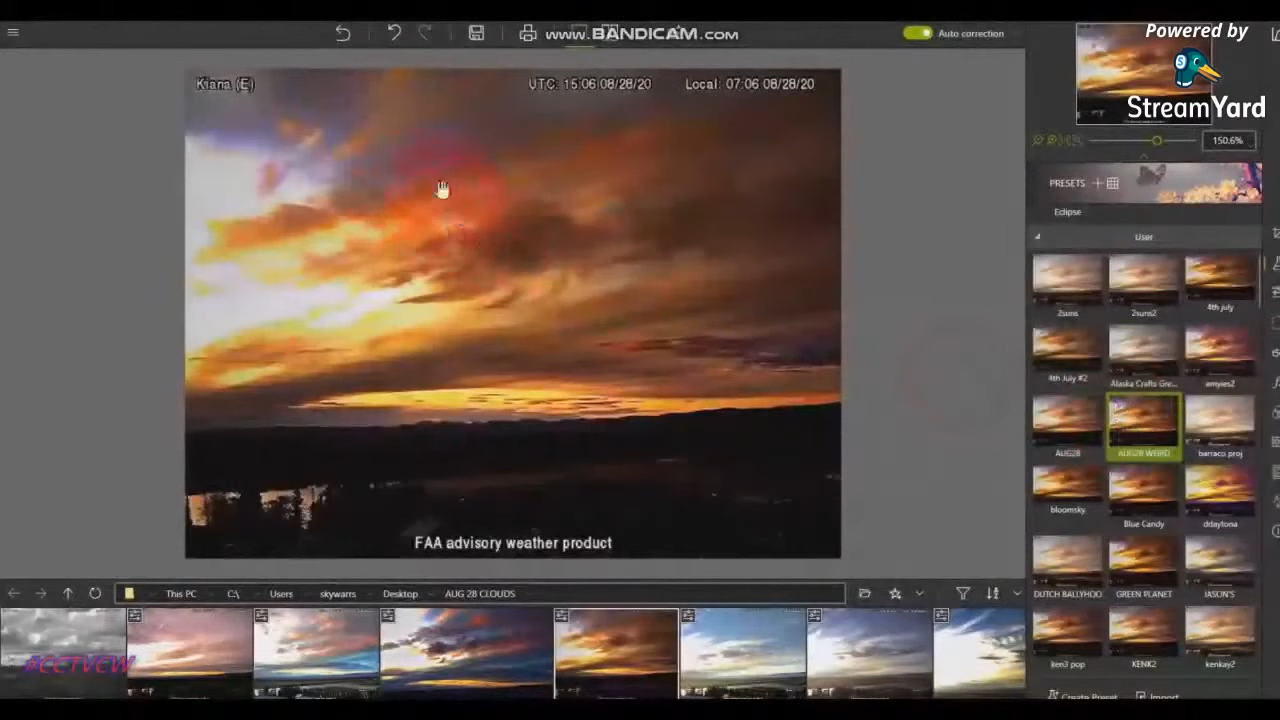 www.BANDICAM.com
Auto correction
Powered by
StreamYard
Kiana (E)
UTC: 15:06 08/28/20
Local: 07:06 08/28/20
150.6%
PRESETS
Eclipse
User
2suns
2suns2
4th july
4th July #2
Alaska Crafts Gre...
amyies2
AUG28
AUG28 WEIRD
barraco proj
bloomsky
Blue Candy
ddaytona
DUTCH BALLYHOO
GREEN PLANET
JASON'S
ken3 pop
KENK2
kenkay2
Create Preset
Import
FAA advisory weather product
This PC
C:\
Users
skywarts
Desktop
AUG 28 CLOUDS